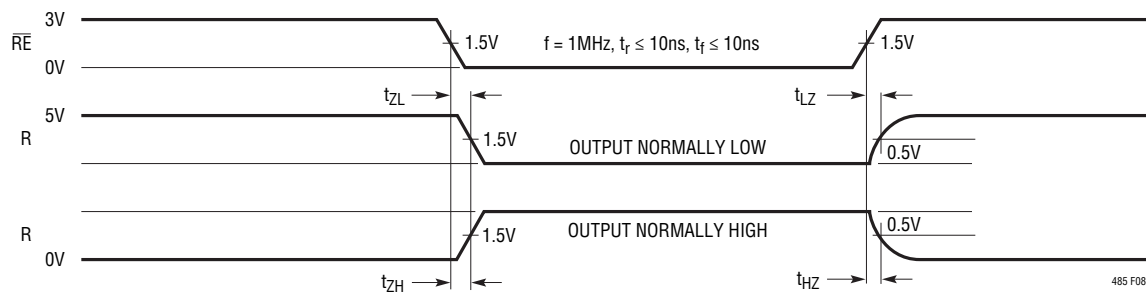 3V
R̅E̅
0V
1.5V
f = 1MHz, tr ≤ 10ns, tf ≤ 10ns
1.5V
tZL
tLZ
5V
R
1.5V
OUTPUT NORMALLY LOW
0.5V
R
0V
1.5V
OUTPUT NORMALLY HIGH
0.5V
tZH
tHZ
485 F08